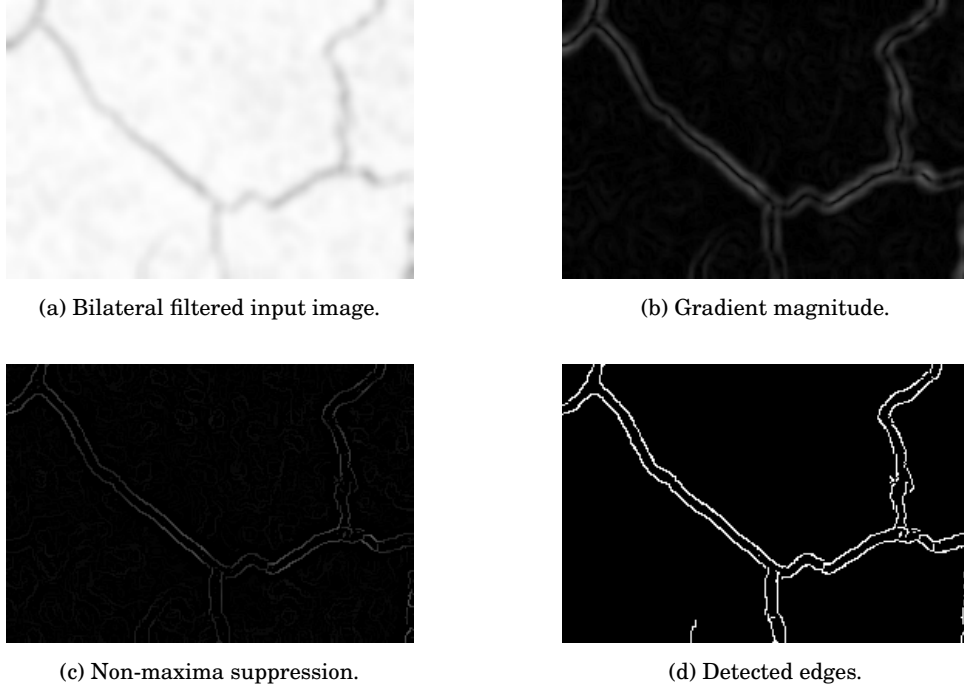 (a) Bilateral filtered input image.
(b) Gradient magnitude.
(c) Non-maxima suppression.
(d) Detected edges.